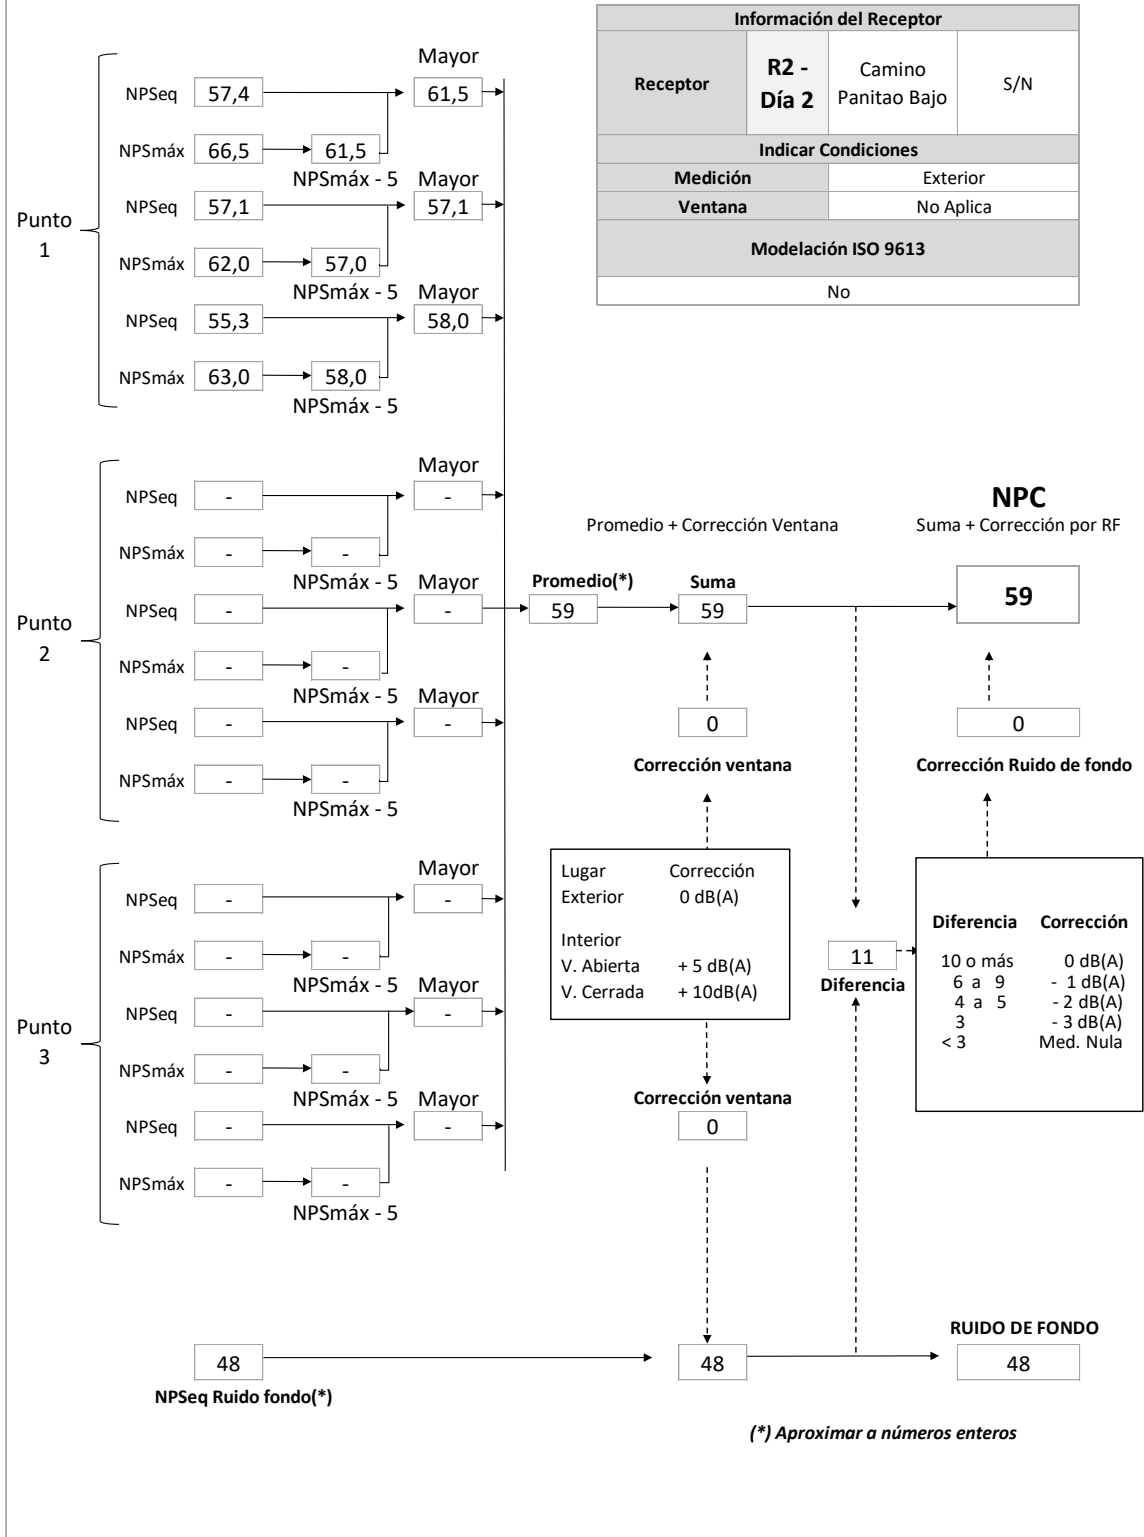 Información del Receptor
Receptor R2 - Día 2 Camino Panitao Bajo S/N
Indicar Condiciones
Medición Exterior
Ventana No Aplica
Modelación ISO 9613
No
Punto 1
Mayor
NPSeq 57,4 61,5
NPSmáx 66,5 61,5
NPSmáx - 5 Mayor
NPSeq 57,1 57,1
NPSmáx 62,0 57,0
NPSmáx - 5 Mayor
NPSeq 55,3 58,0
NPSmáx 63,0 58,0
NPSmáx - 5
Punto 2
Mayor
NPSeq - -
NPSmáx - -
NPSmáx - 5 Mayor
NPSeq - -
NPSmáx - -
NPSmáx - 5 Mayor
NPSeq - -
NPSmáx - -
NPSmáx - 5
Punto 3
Mayor
NPSeq - -
NPSmáx - -
NPSmáx - 5 Mayor
NPSeq - -
NPSmáx - -
NPSmáx - 5 Mayor
NPSeq - -
NPSmáx - -
NPSmáx - 5
NPC
Promedio + Corrección Ventana Suma + Corrección por RF
Promedio(*) Suma
59 59 59
0 0
Corrección ventana Corrección Ruido de fondo
Lugar Corrección
Exterior 0 dB(A)
Interior
V. Abierta + 5 dB(A)
V. Cerrada + 10dB(A)
11
Diferencia
Diferencia Corrección
10 o más 0 dB(A)
6 a 9 - 1 dB(A)
4 a 5 - 2 dB(A)
3 - 3 dB(A)
< 3 Med. Nula
Corrección ventana
0
RUIDO DE FONDO
48 48 48
NPSeq Ruido fondo(*)
(*) Aproximar a números enteros